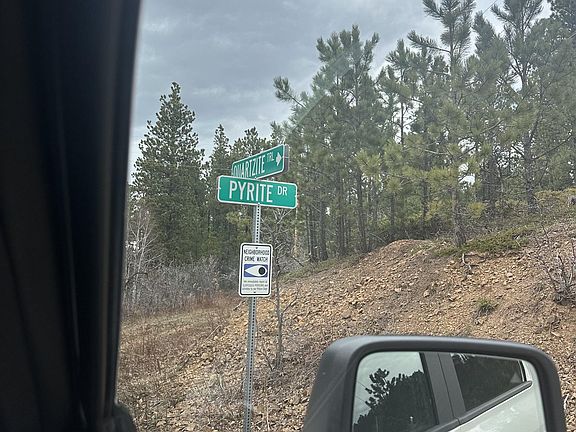 QUARTZITE TRL
PYRITE DR
NEIGHBORHOOD
CRIME WATCH